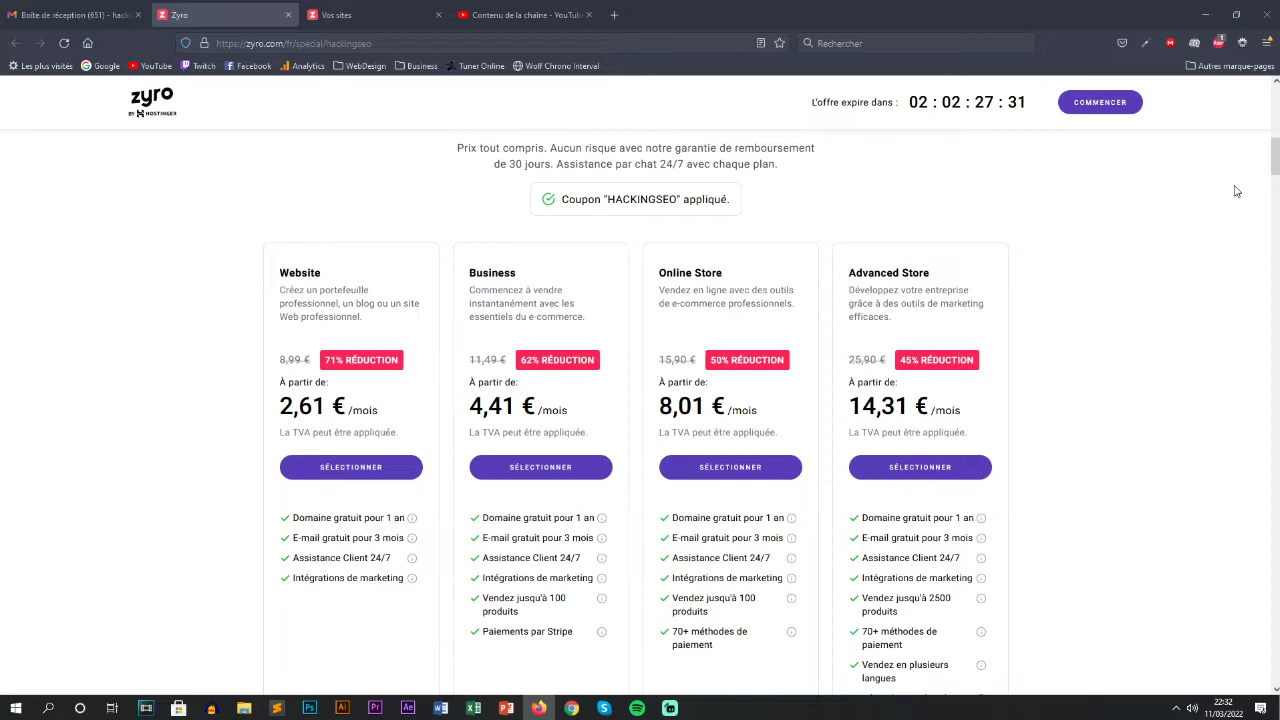 Boîte de réception (651) - hack
Zyro
Vos sites
Contenu de la chaîne - YouTube
https://zyro.com/fr/special/hackingseo
Rechercher
Les plus visités
Google
YouTube
Twitch
Facebook
Analytics
WebDesign
Business
Tuner Online
Wolf Chrono Interval
Autres marque-pages
zyro
BY HOSTINGER
L'offre expire dans :
02 : 02 : 27 : 31
COMMENCER
Prix tout compris. Aucun risque avec notre garantie de remboursement
de 30 jours. Assistance par chat 24/7 avec chaque plan.
Coupon "HACKINGSEO" appliqué.
Website
Créez un portefeuille
professionnel, un blog ou un site
Web professionnel.
8,99 € 71% RÉDUCTION
À partir de:
2,61 € /mois
La TVA peut être appliquée.
SÉLECTIONNER
Domaine gratuit pour 1 an
E-mail gratuit pour 3 mois
Assistance Client 24/7
Intégrations de marketing
Business
Commencez à vendre
instantanément avec les
essentiels du e-commerce.
11,49 € 62% RÉDUCTION
À partir de:
4,41 € /mois
La TVA peut être appliquée.
SÉLECTIONNER
Domaine gratuit pour 1 an
E-mail gratuit pour 3 mois
Assistance Client 24/7
Intégrations de marketing
Vendez jusqu'à 100
produits
Paiements par Stripe
Online Store
Vendez en ligne avec des outils
de e-commerce professionnels.
15,90 € 50% RÉDUCTION
À partir de:
8,01 € /mois
La TVA peut être appliquée.
SÉLECTIONNER
Domaine gratuit pour 1 an
E-mail gratuit pour 3 mois
Assistance Client 24/7
Intégrations de marketing
Vendez jusqu'à 100
produits
70+ méthodes de
paiement
Advanced Store
Développez votre entreprise
grâce à des outils de marketing
efficaces.
25,90 € 45% RÉDUCTION
À partir de:
14,31 € /mois
La TVA peut être appliquée.
SÉLECTIONNER
Domaine gratuit pour 1 an
E-mail gratuit pour 3 mois
Assistance Client 24/7
Intégrations de marketing
Vendez jusqu'à 2500
produits
70+ méthodes de
paiement
Vendez en plusieurs
langues
22:32
11/03/2022